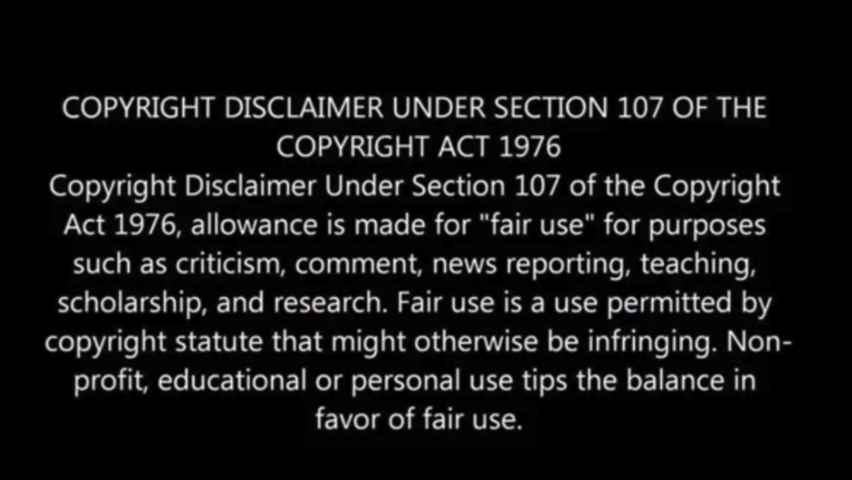 COPYRIGHT DISCLAIMER UNDER SECTION 107 OF THE
COPYRIGHT ACT 1976
Copyright Disclaimer Under Section 107 of the Copyright
Act 1976, allowance is made for "fair use" for purposes
such as criticism, comment, news reporting, teaching,
scholarship, and research. Fair use is a use permitted by
copyright statute that might otherwise be infringing. Non-
profit, educational or personal use tips the balance in
favor of fair use.